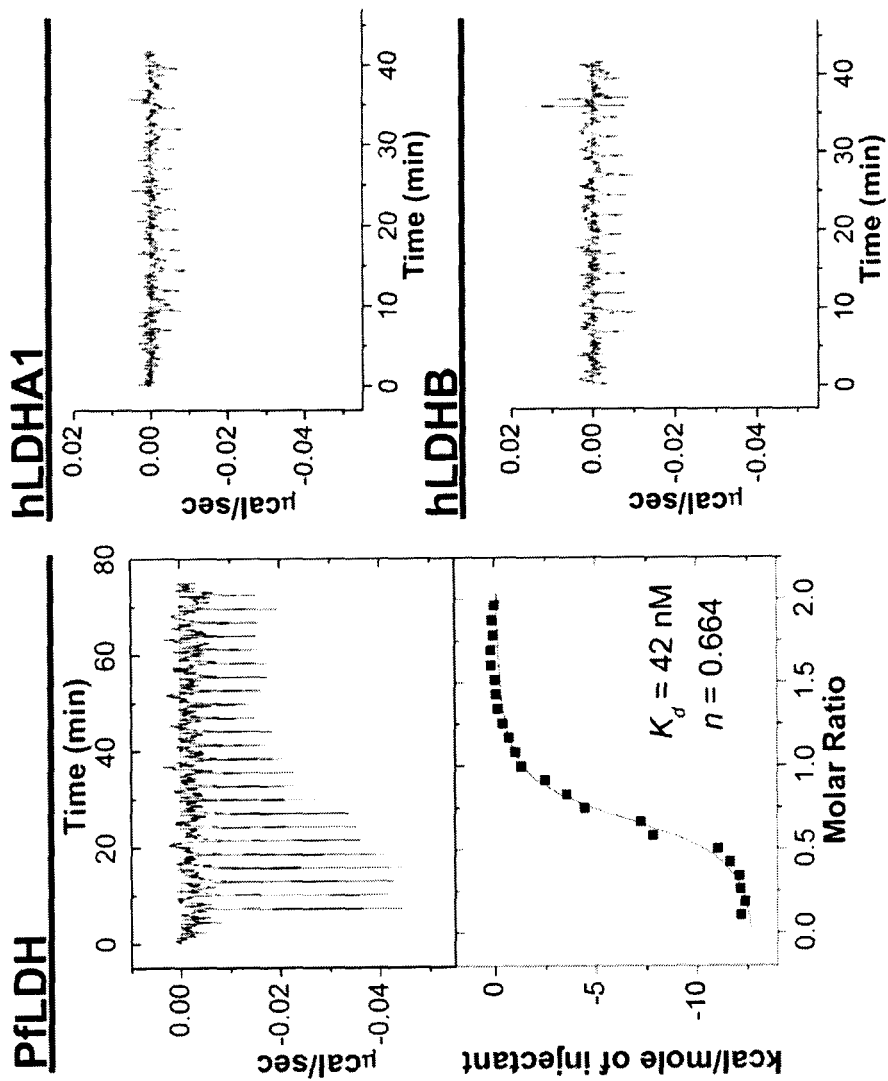 PfLDH
Time (min)
0 20 40 60 80
0.00
-0.02
-0.04
μcal/sec
0
-5
-10
kcal/mole of injectant
K_d = 42 nM
n = 0.664
0.0 0.5 1.0 1.5 2.0
Molar Ratio
hLDHA1
0.02
0.00
-0.02
-0.04
μcal/sec
0 10 20 30 40
Time (min)
hLDHB
0.02
0.00
-0.02
-0.04
μcal/sec
0 10 20 30 40
Time (min)